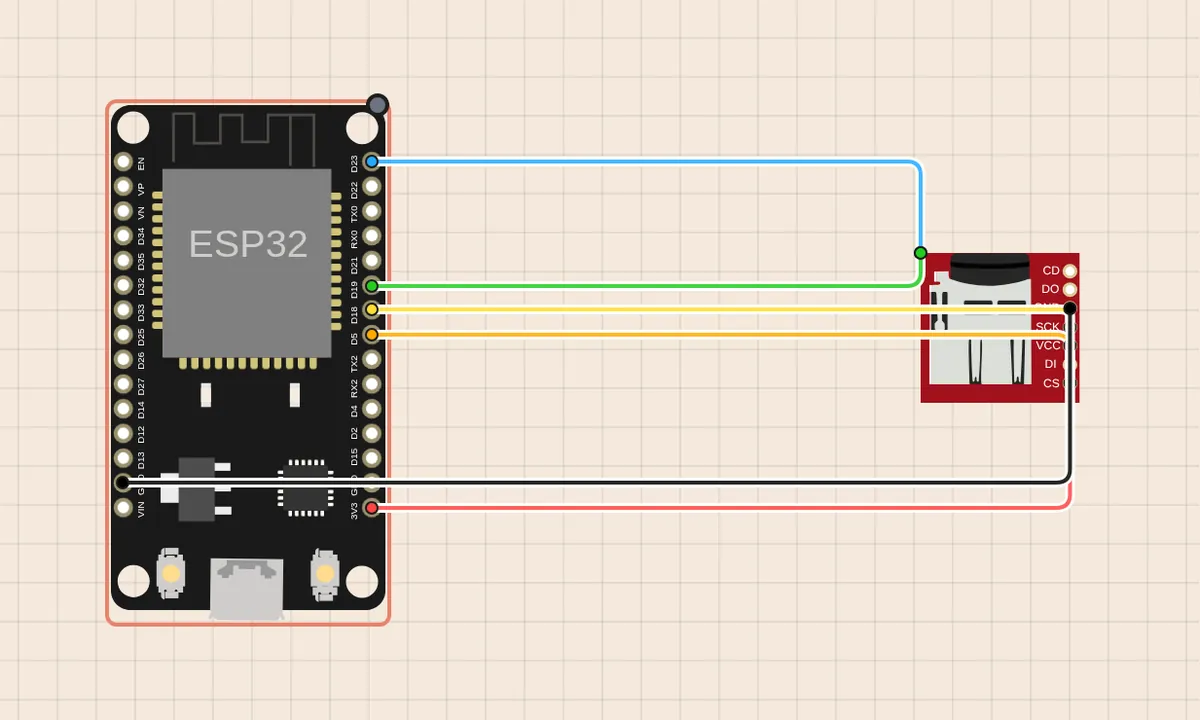 EN
VP
VN
D34
D35
D32
D33
D25
D26
D27
D14
D12
D13
VIN
ESP32
D23
D22
TX0
RX0
D21
D19
D18
D5
TX2
RX2
D4
D2
D15
3V3
CD
DO
SCK
VCC
DI
CS